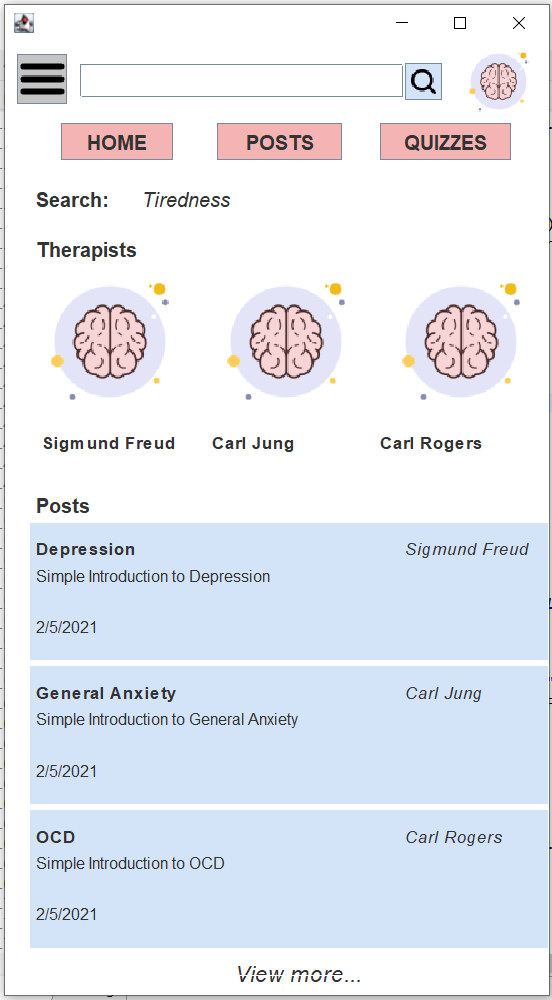 HOME POSTS QUIZZES
Search: Tiredness
Therapists
Sigmund Freud Carl Jung Carl Rogers
Posts
Depression Sigmund Freud
Simple Introduction to Depression
2/5/2021
General Anxiety Carl Jung
Simple Introduction to General Anxiety
2/5/2021
OCD Carl Rogers
Simple Introduction to OCD
2/5/2021
View more...